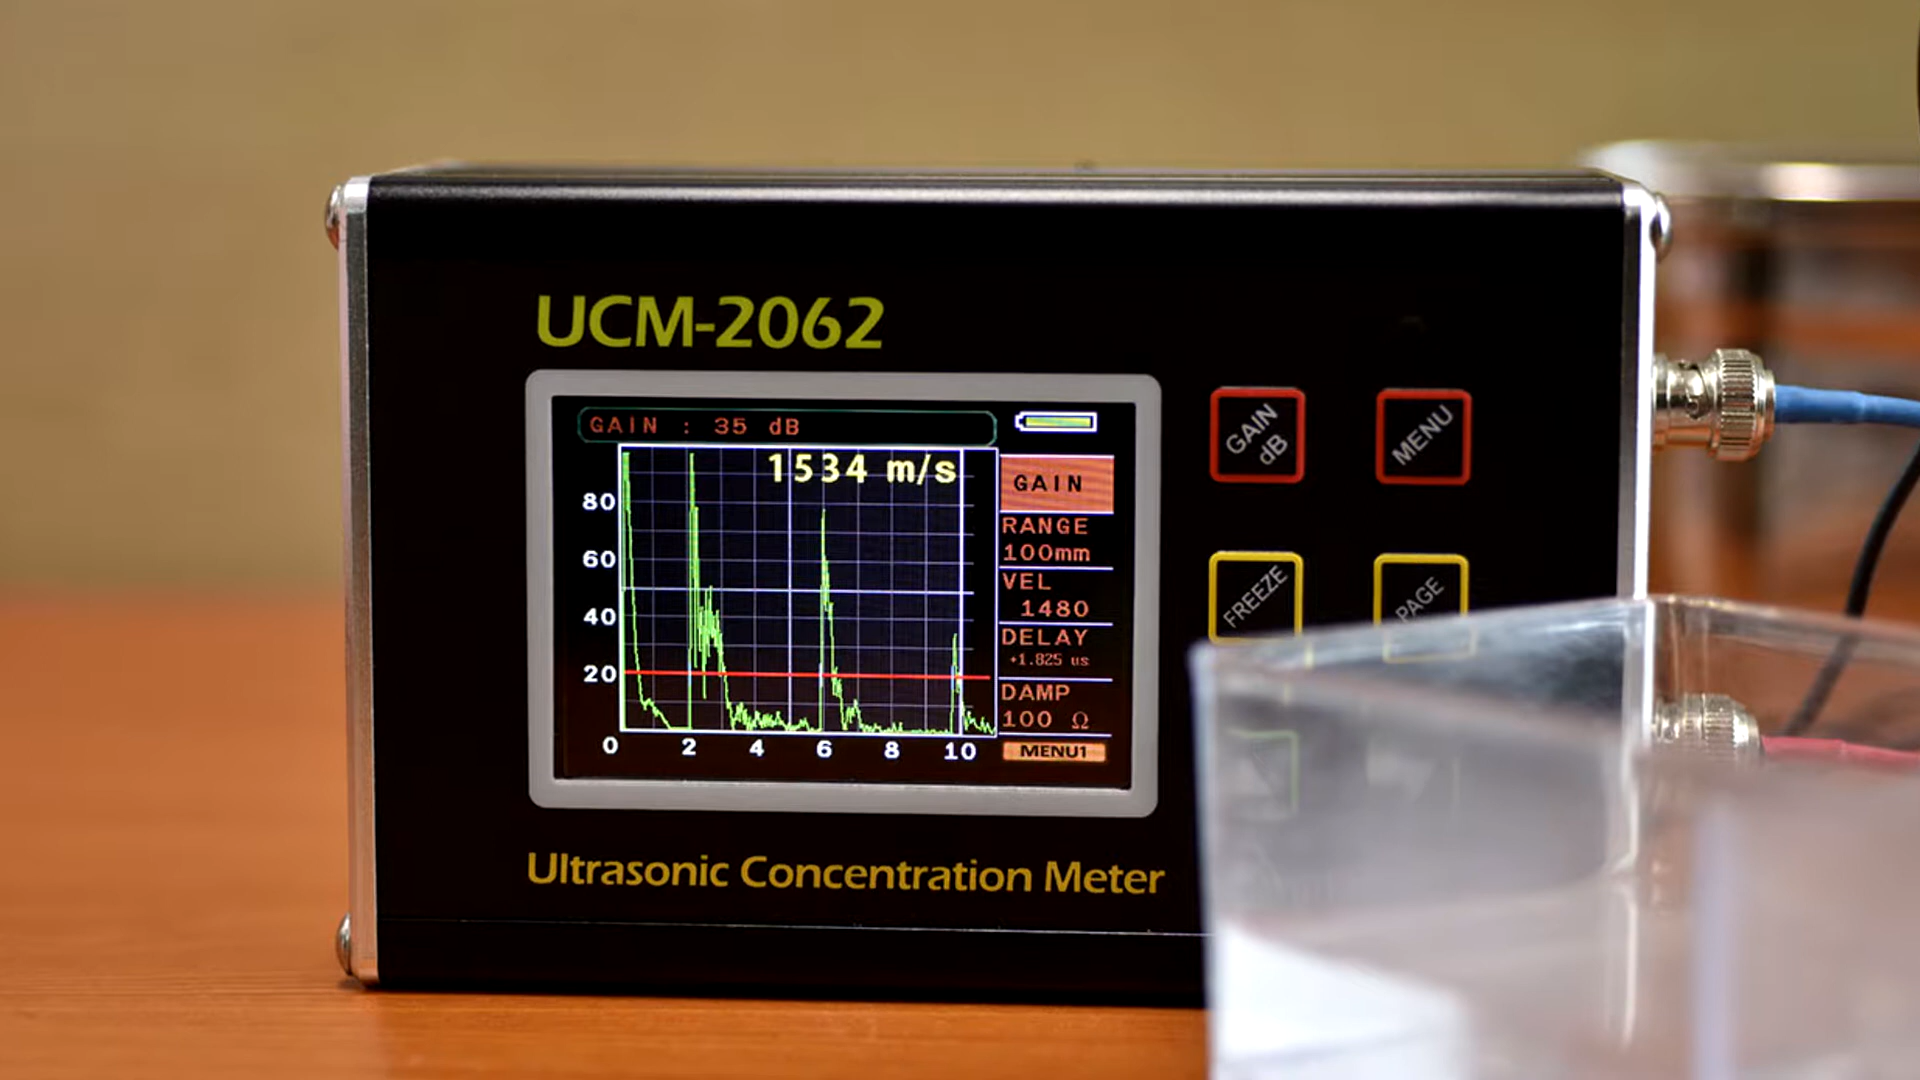 UCM-2062
GAIN : 35 dB
1534 m/s
80
60
40
20
0 2 4 6 8 10
GAIN
RANGE
100mm
VEL
1480
DELAY
+1.825 us
DAMP
100 Ω
MENU1
GAIN
dB
MENU
FREEZE
PAGE
Ultrasonic Concentration Meter